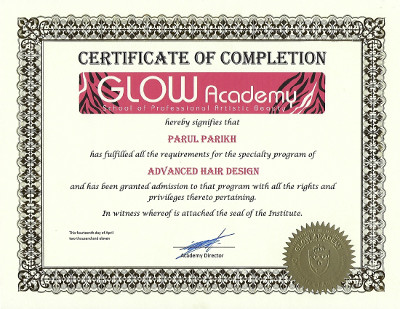 CERTIFICATE OF COMPLETION
GLOW Academy
School of Professional Artistic Beauty
hereby signifies that
PARUL PARIKH
has fulfilled all the requirements for the specialty program of
ADVANCED HAIR DESIGN
and has been granted admission to that program with all the rights and
privileges thereto pertaining.
In witness whereof is attached the seal of the Institute.
This fourteenth day of April
two thousand and eleven
Academy Director